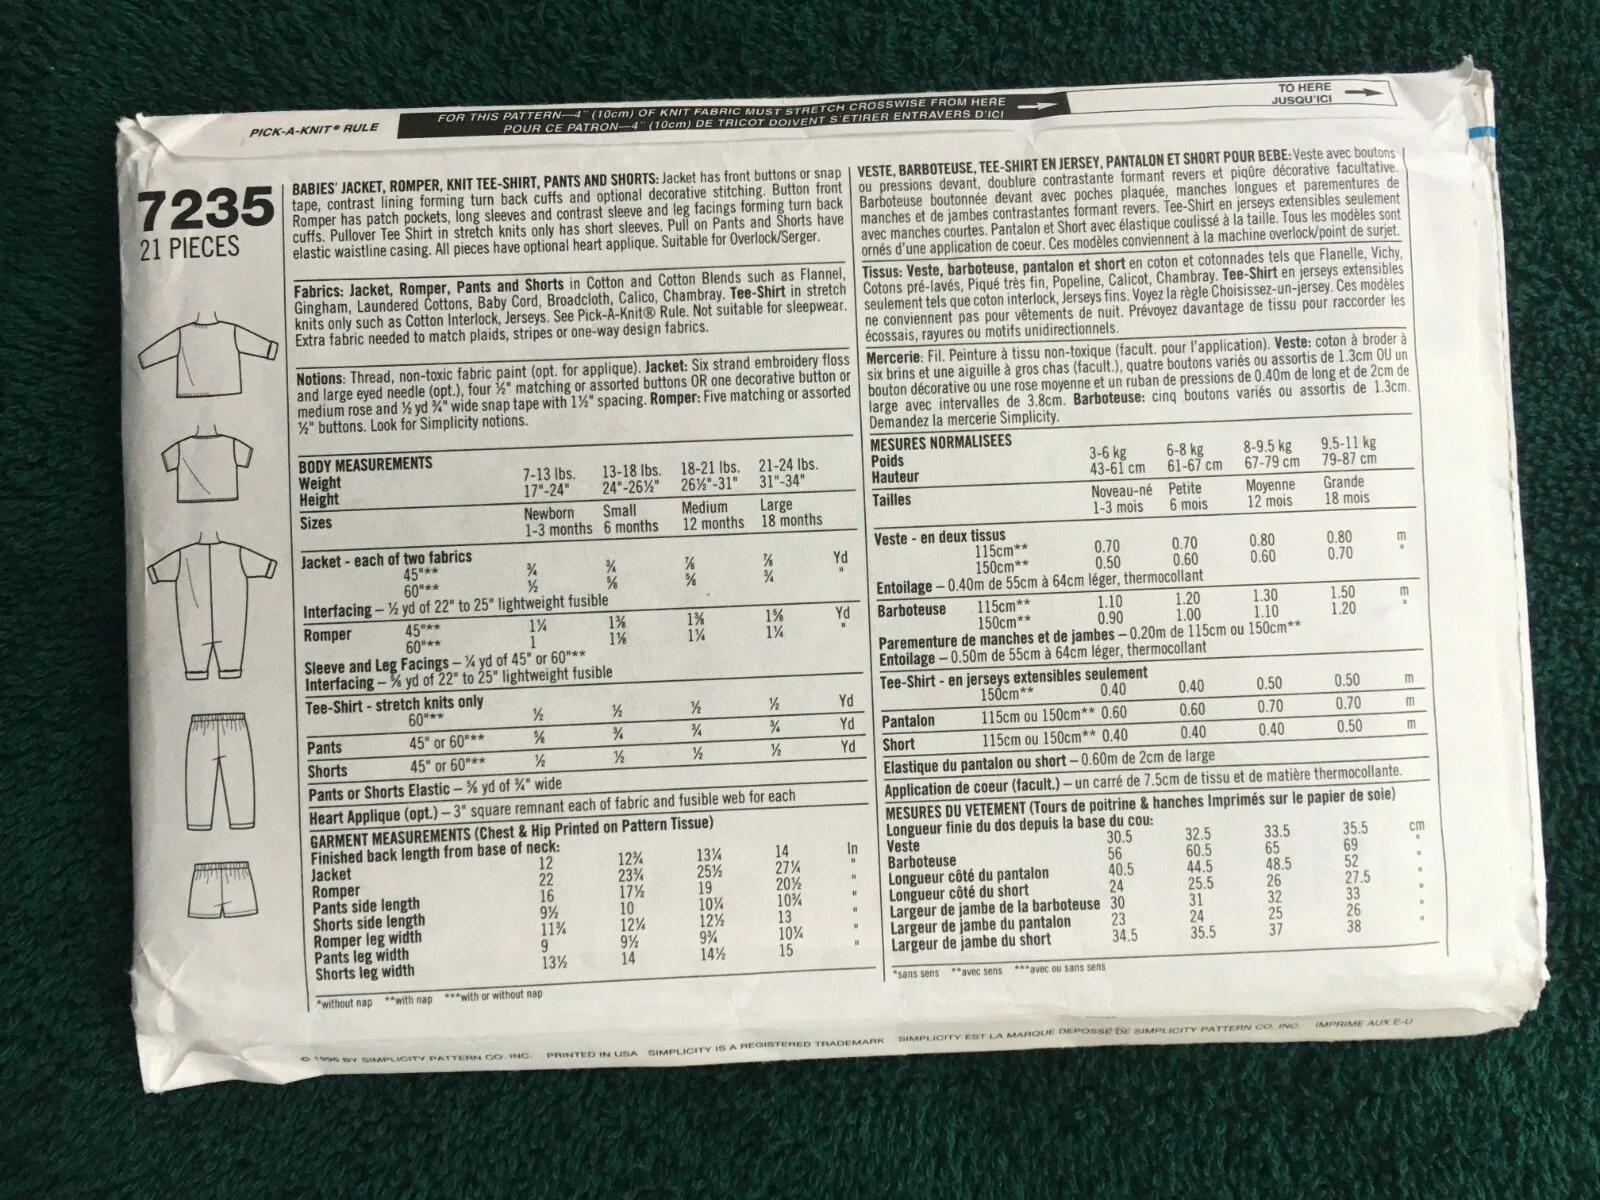 PICK-A-KNIT® RULE
FOR THIS PATTERN—4" (10cm) OF KNIT FABRIC MUST STRETCH CROSSWISE FROM HERE
POUR CE PATRON—4" (10cm) DE TRICOT DOIVENT S'ETIRER ENTRAVERS D'ICI
TO HERE
JUSQU'ICI
7235
21 PIECES
BABIES' JACKET, ROMPER, KNIT TEE-SHIRT, PANTS AND SHORTS: Jacket has front buttons or snap
tape, contrast lining forming turn back cuffs and optional decorative stitching. Button front
Romper has patch pockets, long sleeves and contrast sleeve and leg facings forming turn back
cuffs. Pullover Tee Shirt in stretch knits only has short sleeves. Pull on Pants and Shorts have
elastic waistline casing. All pieces have optional heart applique. Suitable for Overlock/Serger.
Fabrics: Jacket, Romper, Pants and Shorts in Cotton and Cotton Blends such as Flannel,
Gingham, Laundered Cottons, Baby Cord, Broadcloth, Calico, Chambray. Tee-Shirt in stretch
knits only such as Cotton Interlock, Jerseys. See Pick-A-Knit® Rule. Not suitable for sleepwear.
Extra fabric needed to match plaids, stripes or one-way design fabrics.
Notions: Thread, non-toxic fabric paint (opt. for applique). Jacket: Six strand embroidery floss
and large eyed needle (opt.), four ½" matching or assorted buttons OR one decorative button or
medium rose and ½ yd ¾" wide snap tape with 1½" spacing. Romper: Five matching or assorted
½" buttons. Look for Simplicity notions.
BODY MEASUREMENTS
Weight 7-13 lbs. 13-18 lbs. 18-21 lbs. 21-24 lbs.
Height 17"-24" 24"-26½" 26½"-31" 31"-34"
Sizes Newborn Small Medium Large
1-3 months 6 months 12 months 18 months
Jacket - each of two fabrics
45"** ¾ ¾ ⅞ ⅞ Yd
60"** ½ ⅝ ⅝ ¾ "
Interfacing – ½ yd of 22" to 25" lightweight fusible
Romper 45"** 1¼ 1⅜ 1⅜ 1⅝ Yd
60"** 1 1⅛ 1¼ 1¼ "
Sleeve and Leg Facings – ¼ yd of 45" or 60"**
Interfacing – ⅝ yd of 22" to 25" lightweight fusible
Tee-Shirt - stretch knits only
60"** ½ ½ ½ ½ Yd
Pants 45" or 60"** ⅝ ¾ ¾ ¾ Yd
Shorts 45" or 60"** ½ ½ ½ ½ Yd
Pants or Shorts Elastic – ⅝ yd of ¾" wide
Heart Applique (opt.) – 3" square remnant each of fabric and fusible web for each
GARMENT MEASUREMENTS (Chest & Hip Printed on Pattern Tissue)
Finished back length from base of neck:
Jacket 12 12¾ 13¼ 14 In
Romper 22 23¾ 25½ 27¼ "
Pants side length 16 17½ 19 20½ "
Shorts side length 9½ 10 10¼ 10¾ "
Romper leg width 11¾ 12¼ 12½ 13 "
Pants leg width 9 9½ 9¾ 10¼ "
Shorts leg width 13½ 14 14½ 15 "
*without nap **with nap ***with or without nap
VESTE, BARBOTEUSE, TEE-SHIRT EN JERSEY, PANTALON ET SHORT POUR BEBE: Veste avec boutons
ou pressions devant, doublure contrastante formant revers et piqûre décorative facultative.
Barboteuse boutonnée devant avec poches plaquée, manches longues et parementures de
manches et de jambes contrastantes formant revers. Tee-Shirt en jerseys extensibles seulement
avec manches courtes. Pantalon et Short avec élastique coulissé à la taille. Tous les modèles sont
ornés d'une application de coeur. Ces modèles conviennent à la machine overlock/point de surjet.
Tissus: Veste, barboteuse, pantalon et short en coton et cotonnades tels que Flanelle, Vichy,
Cotons pré-lavés, Piqué très fin, Popeline, Calicot, Chambray. Tee-Shirt en jerseys extensibles
seulement tels que coton interlock, Jerseys fins. Voyez la règle Choisissez-un-jersey. Ces modèles
ne conviennent pas pour vêtements de nuit. Prévoyez davantage de tissu pour raccorder les
écossais, rayures ou motifs unidirectionnels.
Mercerie: Fil. Peinture à tissu non-toxique (facult. pour l'application). Veste: coton à broder à
six brins et une aiguille à gros chas (facult.), quatre boutons variés ou assortis de 1.3cm OU un
bouton décorative ou une rose moyenne et un ruban de pressions de 0.40m de long et de 2cm de
large avec intervalles de 3.8cm. Barboteuse: cinq boutons variés ou assortis de 1.3cm.
Demandez la mercerie Simplicity.
MESURES NORMALISEES
Poids 3-6 kg 6-8 kg 8-9.5 kg 9.5-11 kg
Hauteur 43-61 cm 61-67 cm 67-79 cm 79-87 cm
Tailles Noveau-né Petite Moyenne Grande
1-3 mois 6 mois 12 mois 18 mois
Veste - en deux tissus
115cm** 0.70 0.70 0.80 0.80 m
150cm** 0.50 0.60 0.60 0.70 "
Entoilage – 0.40m de 55cm à 64cm léger, thermocollant
Barboteuse 115cm** 1.10 1.20 1.30 1.50 m
150cm** 0.90 1.00 1.10 1.20 "
Parementure de manches et de jambes – 0.20m de 115cm ou 150cm**
Entoilage – 0.50m de 55cm à 64cm léger, thermocollant
Tee-Shirt - en jerseys extensibles seulement
150cm** 0.40 0.40 0.50 0.50 m
Pantalon 115cm ou 150cm** 0.60 0.60 0.70 0.70 m
Short 115cm ou 150cm** 0.40 0.40 0.40 0.50 m
Elastique du pantalon ou short – 0.60m de 2cm de large
Application de coeur (facult.) – un carré de 7.5cm de tissu et de matière thermocollante.
MESURES DU VETEMENT (Tours de poitrine & hanches Imprimés sur le papier de soie)
Longueur finie du dos depuis la base du cou:
Veste 30.5 32.5 33.5 35.5 cm
Barboteuse 56 60.5 65 69 "
Longueur côté du pantalon 40.5 44.5 48.5 52 "
Longueur côté du short 24 25.5 26 27.5 "
Largeur de jambe de la barboteuse 30 31 32 33 "
Largeur de jambe du pantalon 23 24 25 26 "
Largeur de jambe du short 34.5 35.5 37 38 "
*sans sens **avec sens ***avec ou sans sens
© 1996 BY SIMPLICITY PATTERN CO. INC. PRINTED IN USA SIMPLICITY IS A REGISTERED TRADEMARK SIMPLICITY EST LA MARQUE DEPOSSE DE SIMPLICITY PATTERN CO. INC. IMPRIME AUX E-U